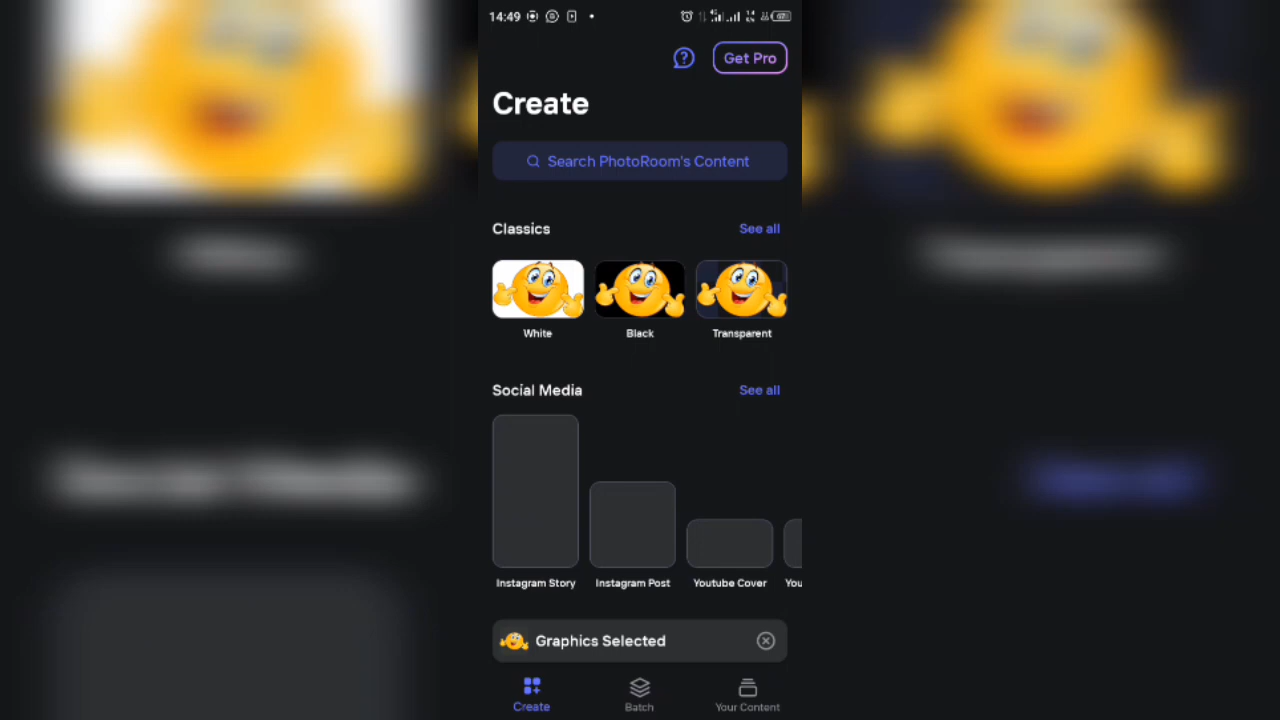 14:49
Get Pro
Create
Search PhotoRoom's Content
Classics
See all
White
Black
Transparent
Social Media
See all
Instagram Story
Instagram Post
Youtube Cover
You
Graphics Selected
Create
Batch
Your Content